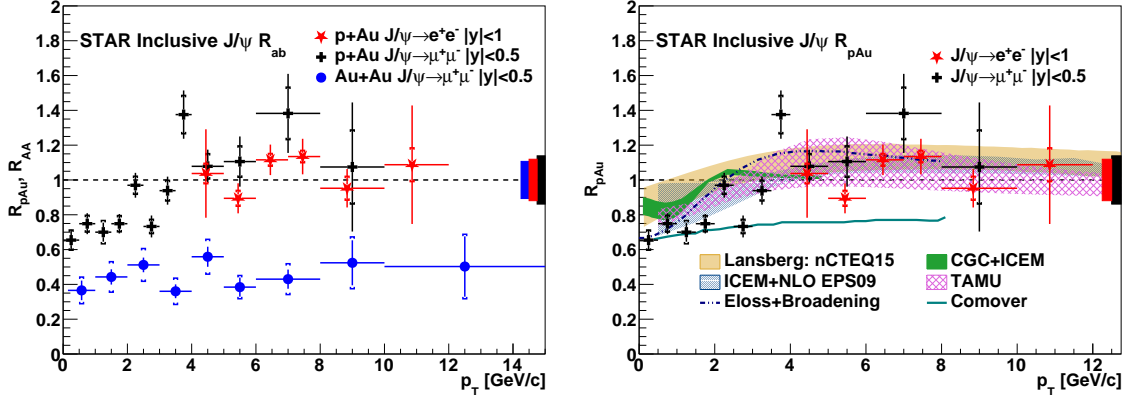 STAR Inclusive J/ψ R_ab
p+Au J/ψ→e⁺e⁻ |y|<1
p+Au J/ψ→μ⁺μ⁻ |y|<0.5
Au+Au J/ψ→μ⁺μ⁻ |y|<0.5
R_pAu, R_AA
2
1.8
1.6
1.4
1.2
1
0.8
0.6
0.4
0.2
0
0 2 4 6 8 10 12 14
p_T [GeV/c]
STAR Inclusive J/ψ R_pAu
J/ψ→e⁺e⁻ |y|<1
J/ψ→μ⁺μ⁻ |y|<0.5
R_pAu
2
1.8
1.6
1.4
1.2
1
0.8
0.6
0.4
0.2
0
Lansberg: nCTEQ15 CGC+ICEM
ICEM+NLO EPS09 TAMU
Eloss+Broadening Comover
0 2 4 6 8 10 12
p_T [GeV/c]